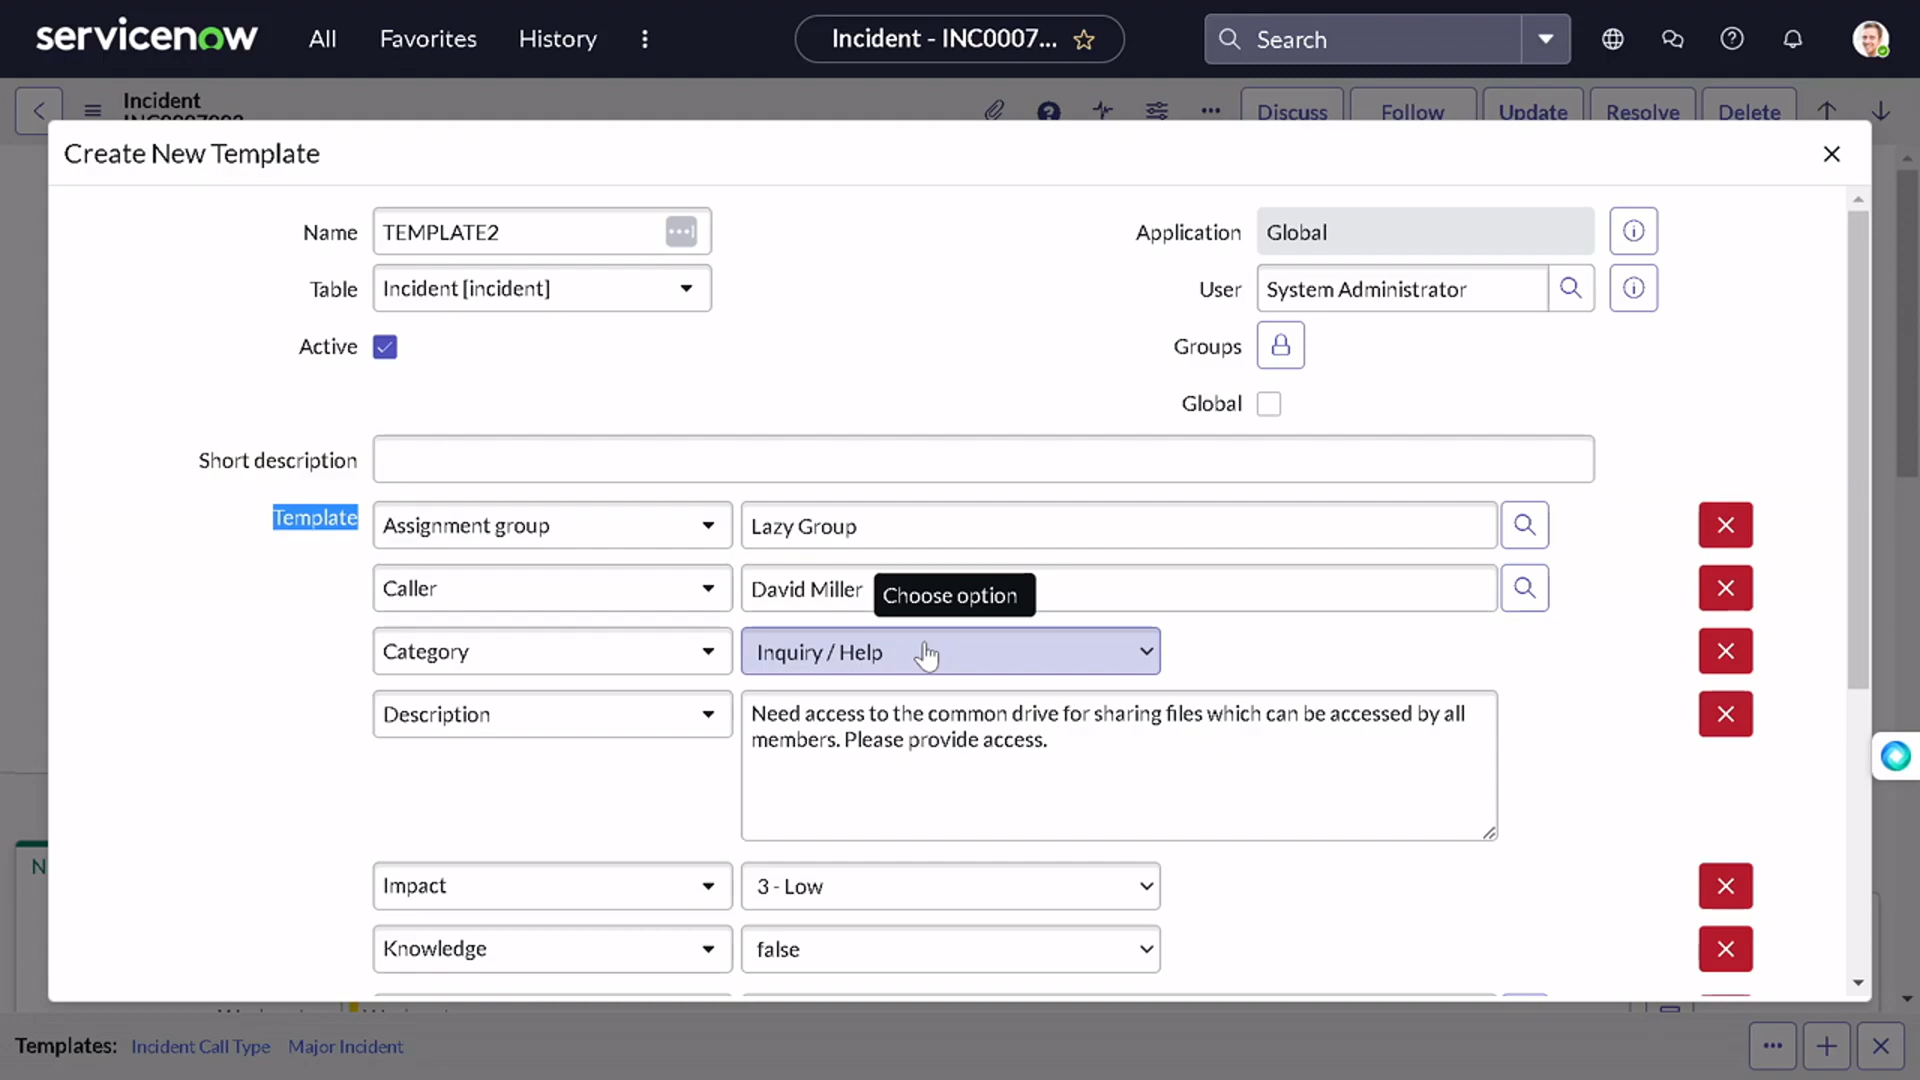 servicenow
All
Favorites
History
Incident - INC0007...
Search
Incident
Discuss
Follow
Update
Resolve
Delete
Create New Template
Name
TEMPLATE2
Application
Global
Table
Incident [incident]
User
System Administrator
Active
Groups
Global
Short description
Template
Assignment group
Lazy Group
Caller
David Miller
Choose option
Category
Inquiry / Help
Description
Need access to the common drive for sharing files which can be accessed by all
members. Please provide access.
N
Impact
3 - Low
Knowledge
false
Templates:
Incident Call Type
Major Incident